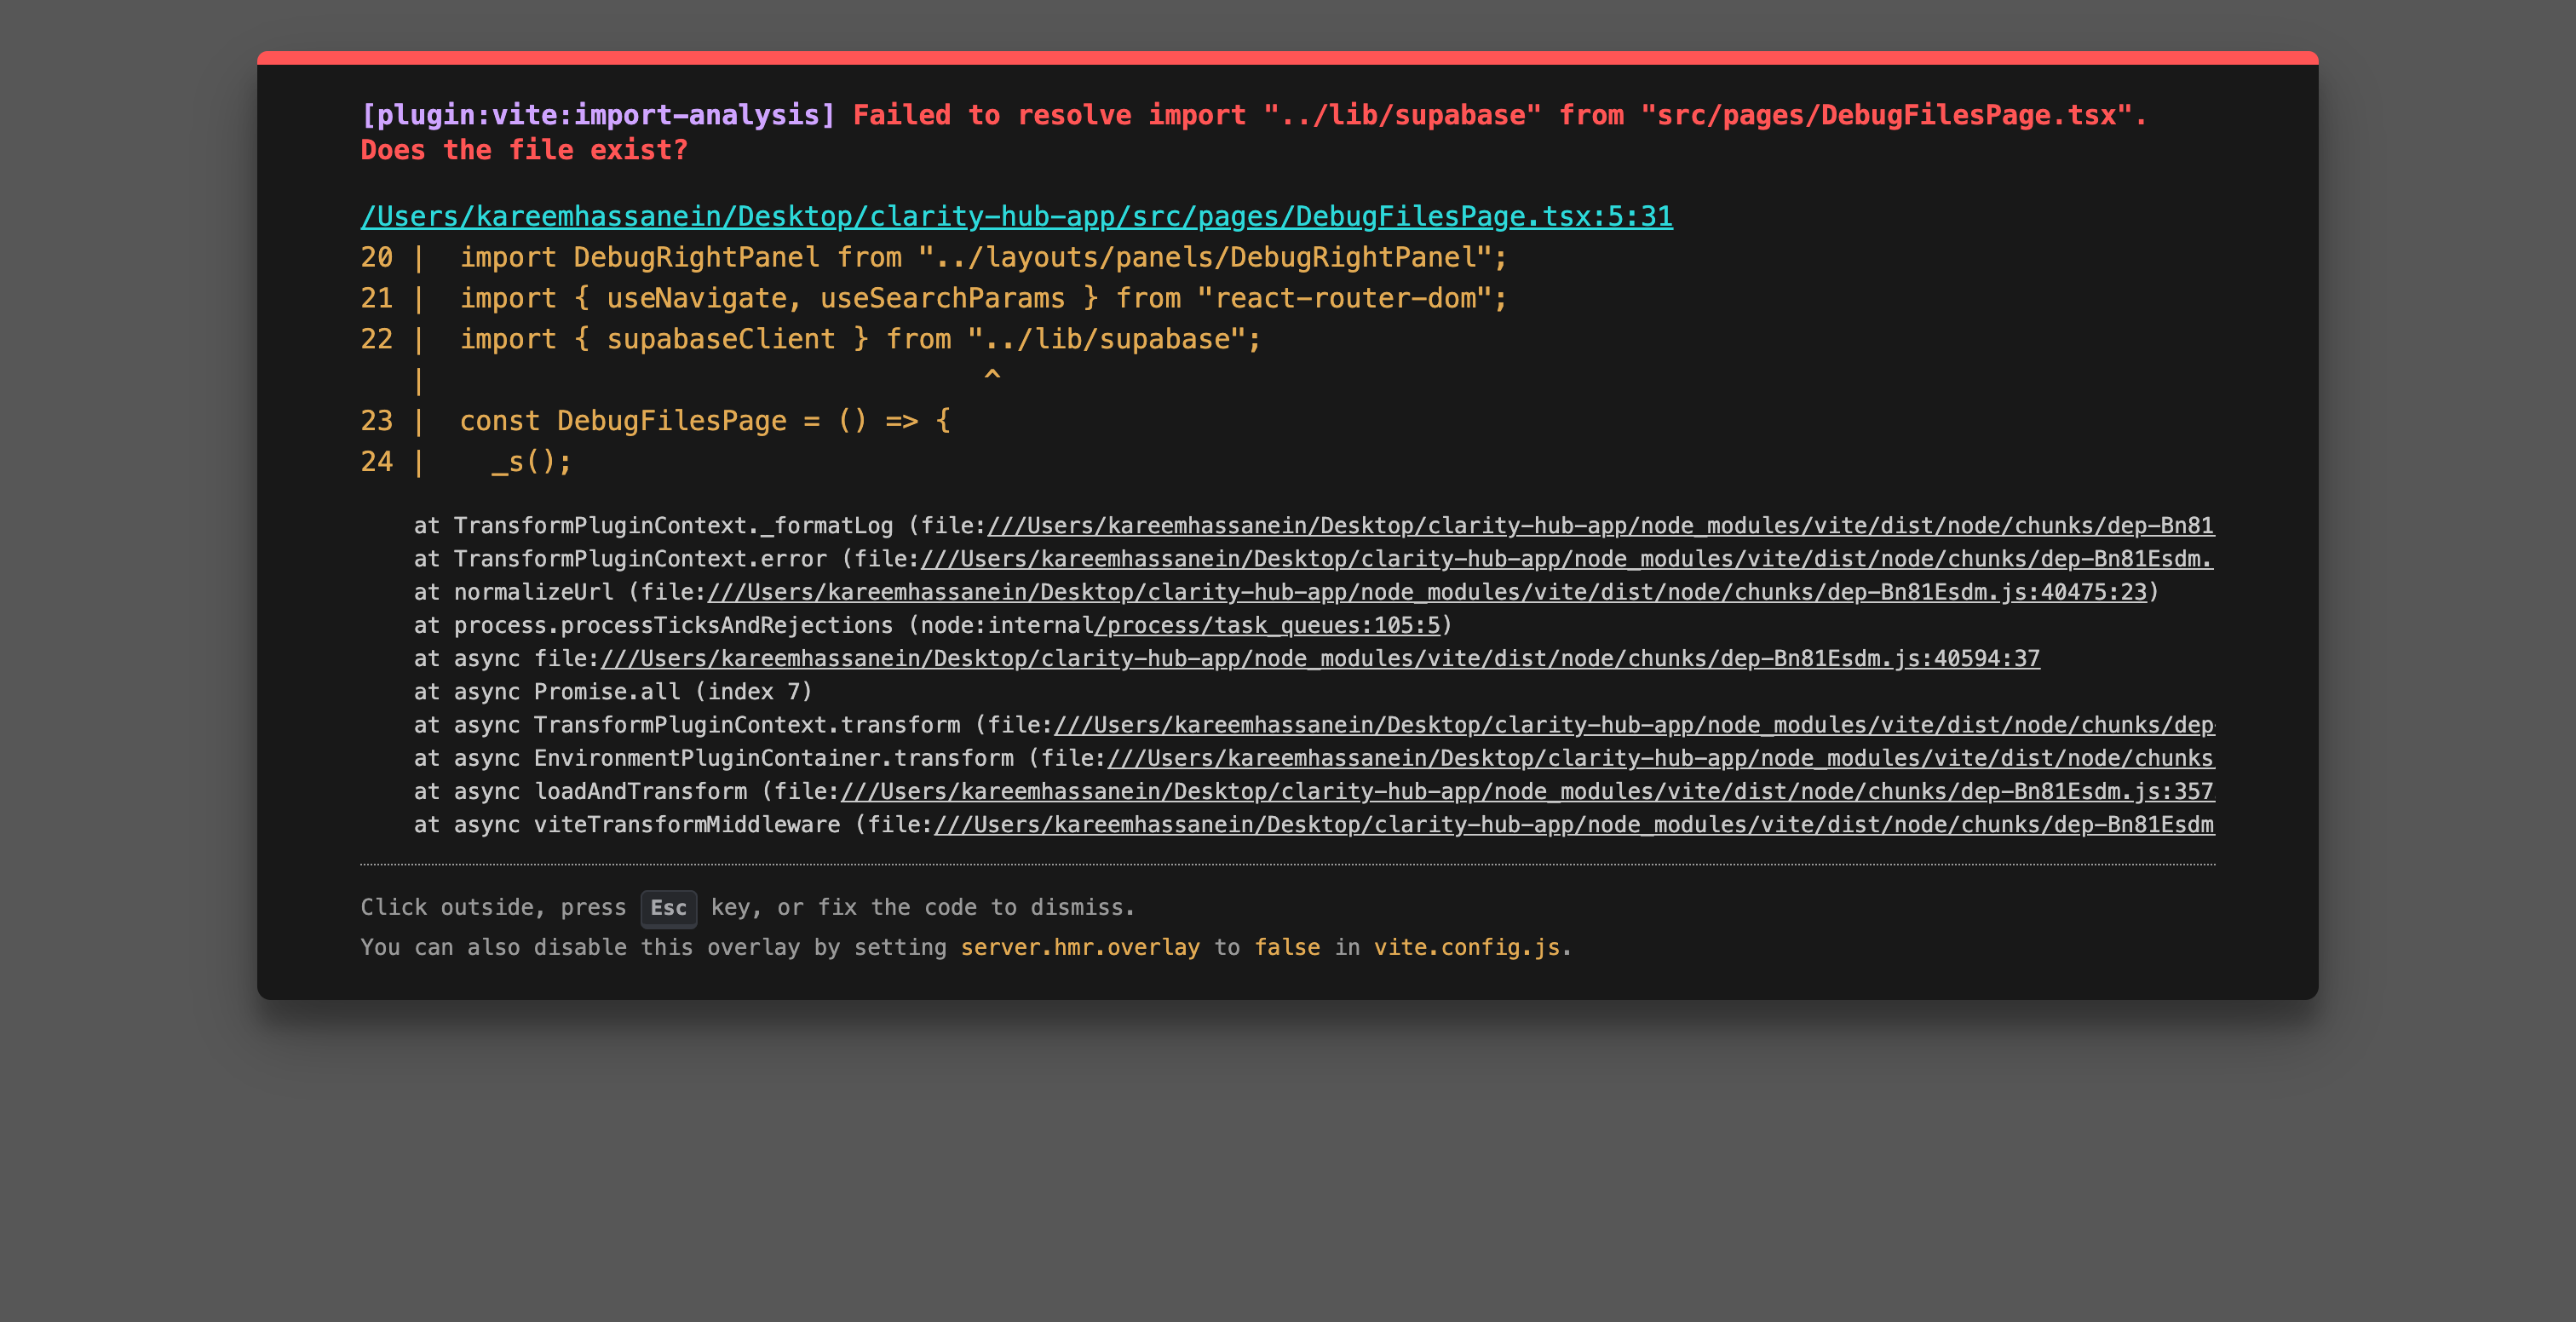 [plugin:vite:import-analysis] Failed to resolve import "../lib/supabase" from "src/pages/DebugFilesPage.tsx".
Does the file exist?
/Users/kareemhassanein/Desktop/clarity-hub-app/src/pages/DebugFilesPage.tsx:5:31
20 |  import DebugRightPanel from "../layouts/panels/DebugRightPanel";
21 |  import { useNavigate, useSearchParams } from "react-router-dom";
22 |  import { supabaseClient } from "../lib/supabase";
   |                                  ^
23 |  const DebugFilesPage = () => {
24 |    _s();
at TransformPluginContext._formatLog (file:///Users/kareemhassanein/Desktop/clarity-hub-app/node_modules/vite/dist/node/chunks/dep-Bn81
at TransformPluginContext.error (file:///Users/kareemhassanein/Desktop/clarity-hub-app/node_modules/vite/dist/node/chunks/dep-Bn81Esdm.
at normalizeUrl (file:///Users/kareemhassanein/Desktop/clarity-hub-app/node_modules/vite/dist/node/chunks/dep-Bn81Esdm.js:40475:23)
at process.processTicksAndRejections (node:internal/process/task_queues:105:5)
at async file:///Users/kareemhassanein/Desktop/clarity-hub-app/node_modules/vite/dist/node/chunks/dep-Bn81Esdm.js:40594:37
at async Promise.all (index 7)
at async TransformPluginContext.transform (file:///Users/kareemhassanein/Desktop/clarity-hub-app/node_modules/vite/dist/node/chunks/dep-
at async EnvironmentPluginContainer.transform (file:///Users/kareemhassanein/Desktop/clarity-hub-app/node_modules/vite/dist/node/chunks
at async loadAndTransform (file:///Users/kareemhassanein/Desktop/clarity-hub-app/node_modules/vite/dist/node/chunks/dep-Bn81Esdm.js:357
at async viteTransformMiddleware (file:///Users/kareemhassanein/Desktop/clarity-hub-app/node_modules/vite/dist/node/chunks/dep-Bn81Esdm
Click outside, press Esc key, or fix the code to dismiss.
You can also disable this overlay by setting server.hmr.overlay to false in vite.config.js.